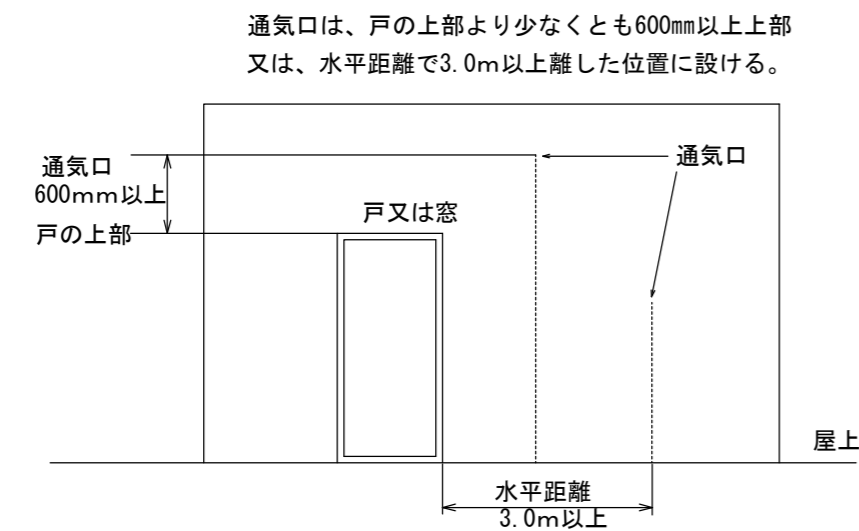 通気口は、戸の上部より少なくとも600㎜以上上部
又は、水平距離で3.0ｍ以上離した位置に設ける。
通気口
600ｍｍ以上
戸の上部
戸又は窓
通気口
屋上
水平距離
3.0ｍ以上